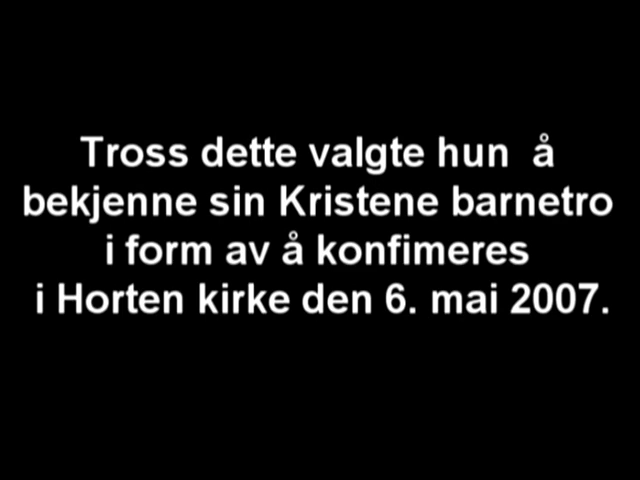 Tross dette valgte hun å
bekjenne sin Kristene barnetro
i form av å konfimeres
i Horten kirke den 6. mai 2007.